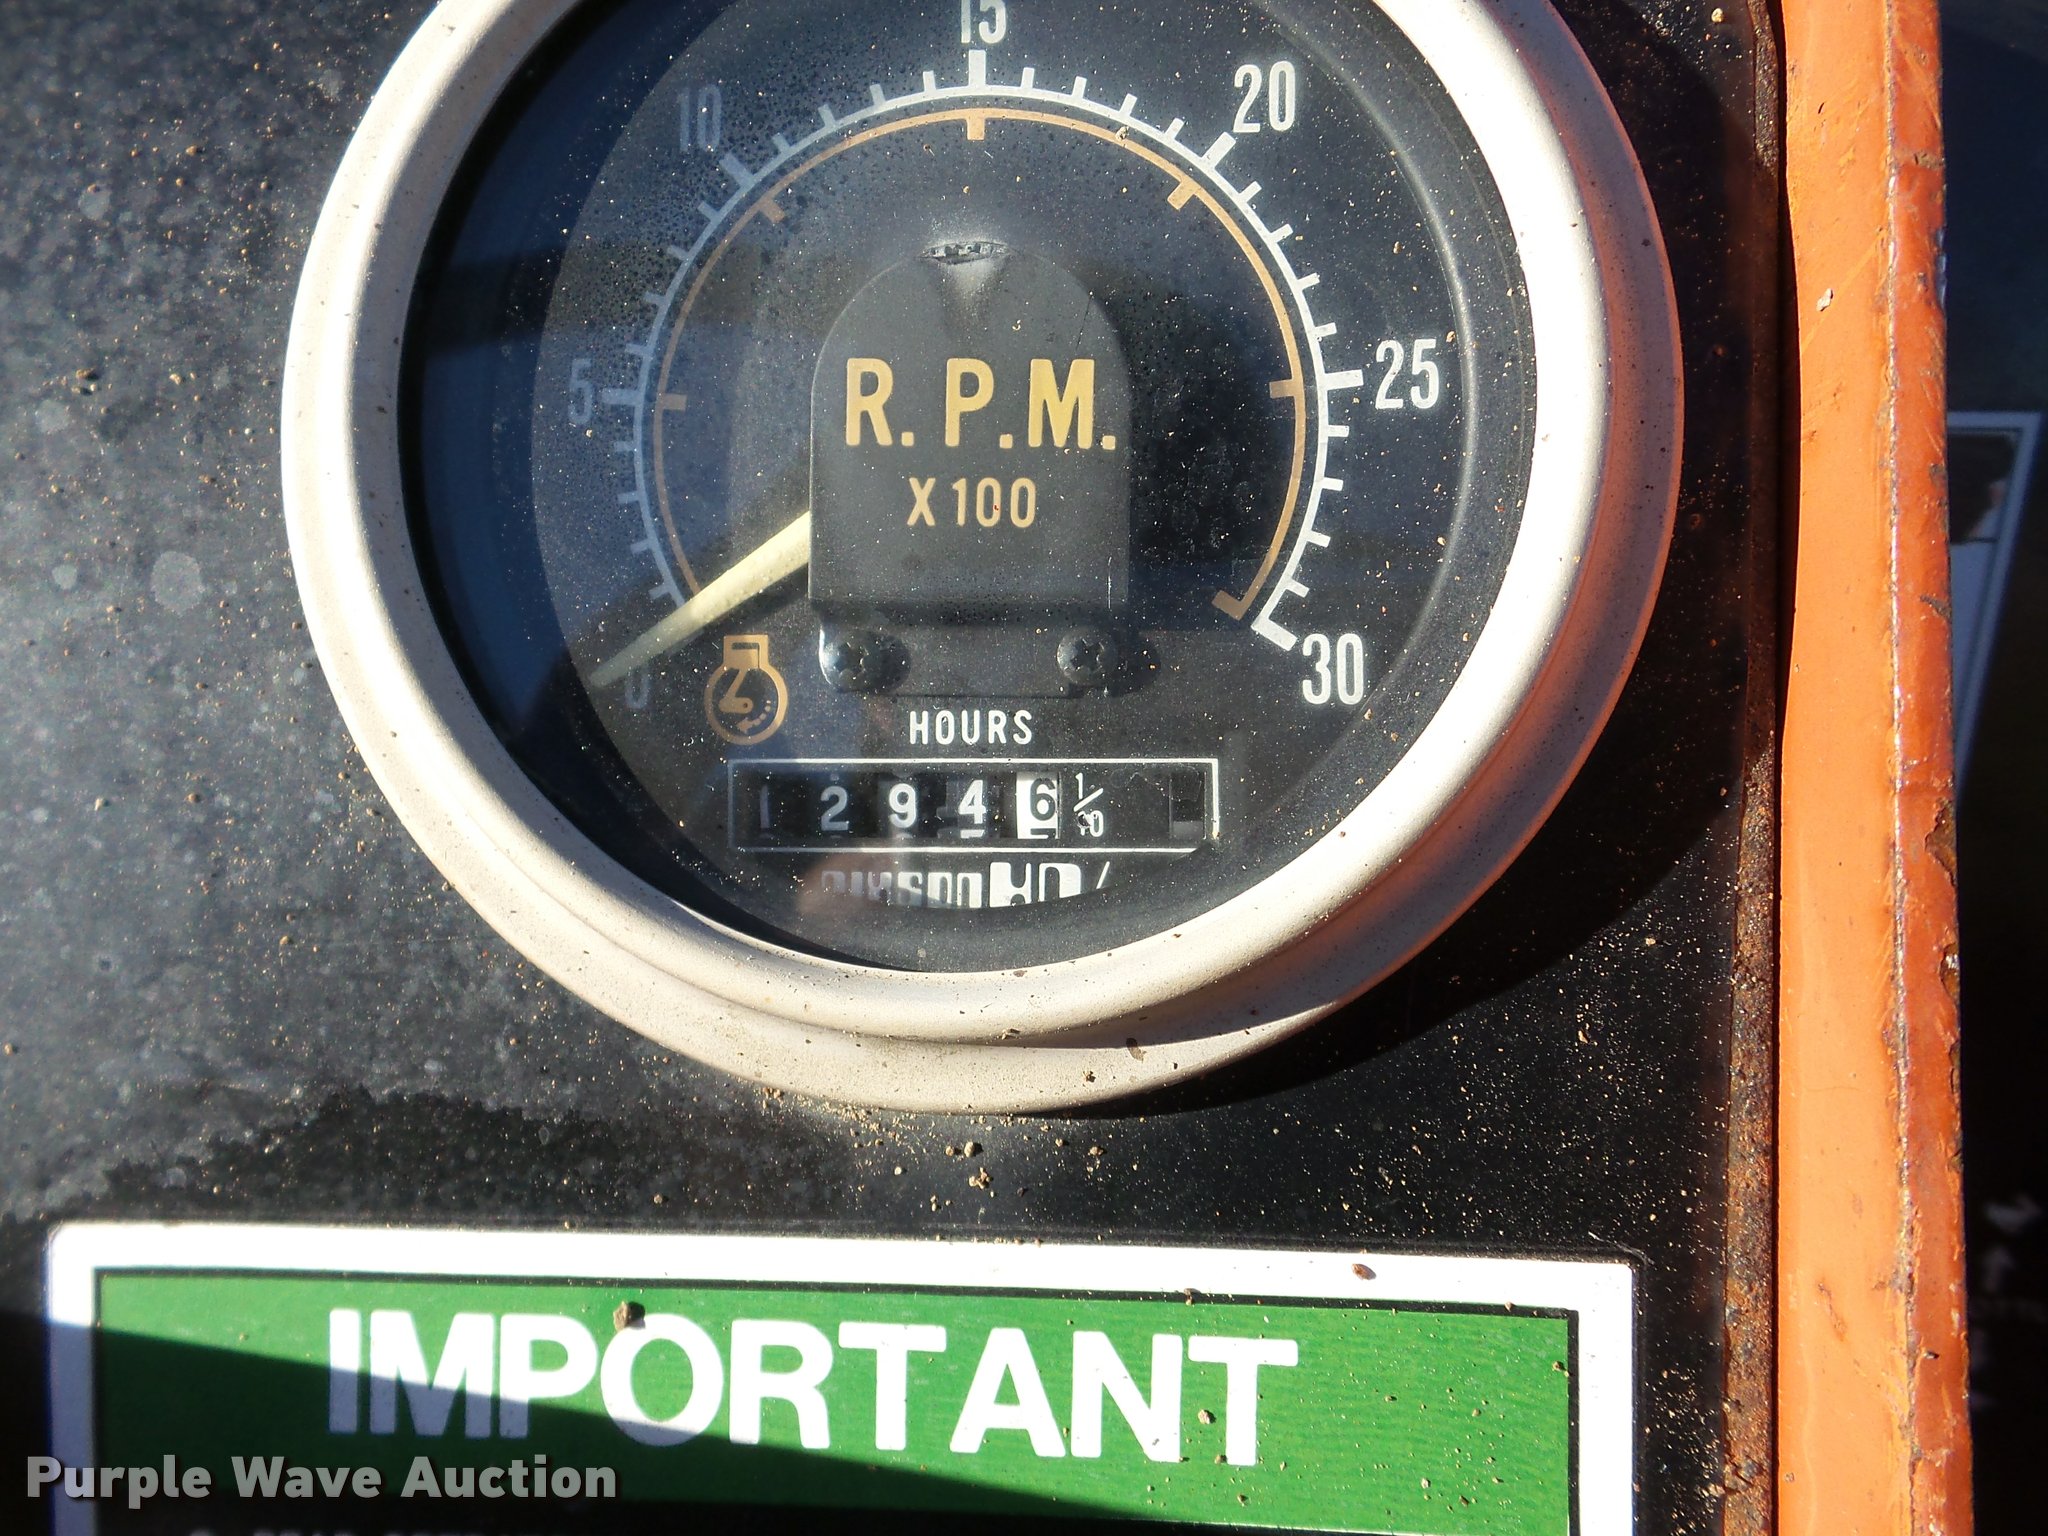 15
10
20
5
25
R.P.M.
X100
0
30
HOURS
1 2 9 4 6 1/10
IMPORTANT
Purple Wave Auction